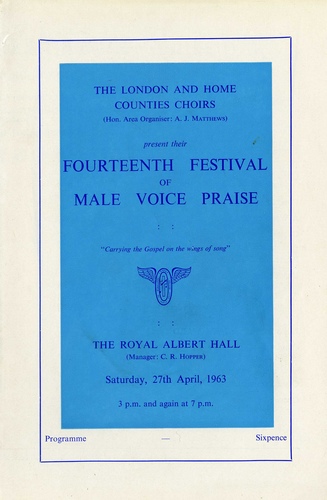 THE LONDON AND HOME
COUNTIES CHOIRS
(Hon. Area Organiser: A. J. MATTHEWS)
present their
FOURTEENTH FESTIVAL
OF
MALE VOICE PRAISE
: :
"Carrying the Gospel on the wings of song"
: :
THE ROYAL ALBERT HALL
(Manager: C. R. HOPPER)
Saturday, 27th April, 1963
3 p.m. and again at 7 p.m.
Programme — Sixpence